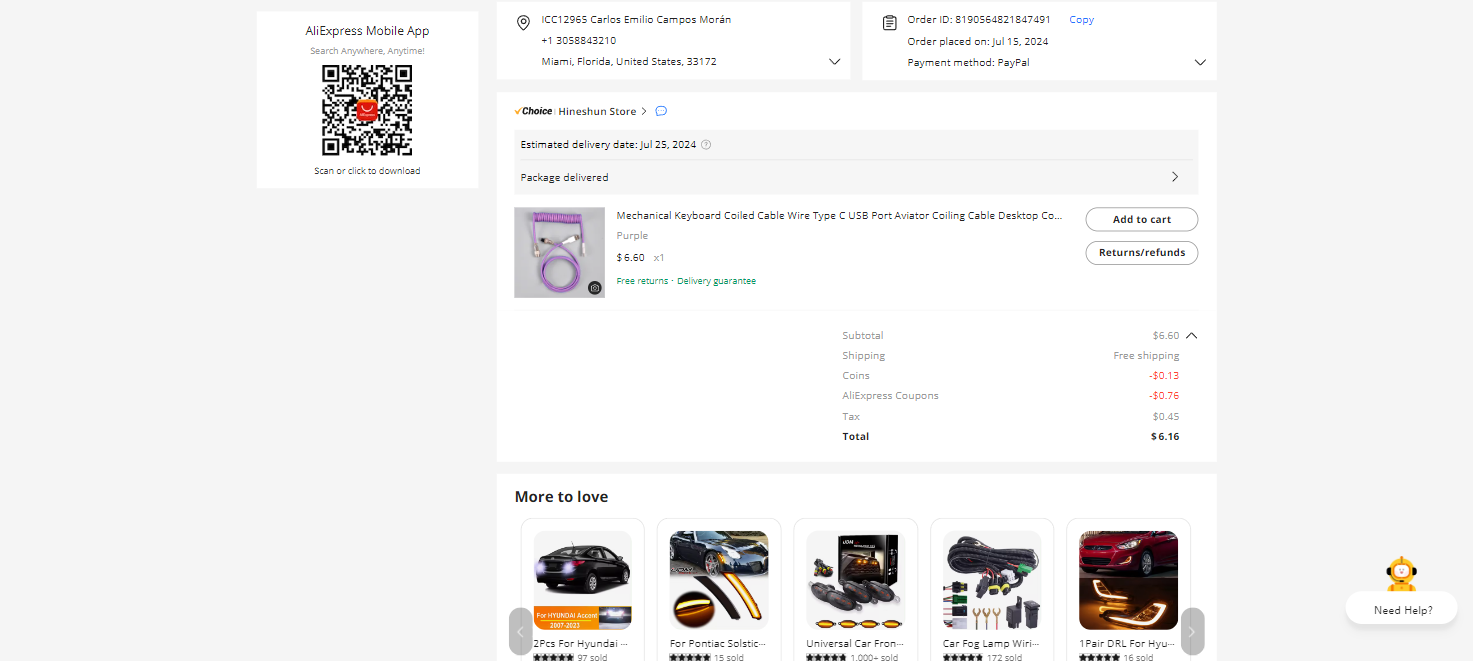 AliExpress Mobile App
Search Anywhere, Anytime!
Scan or click to download
ICC12965 Carlos Emilio Campos Morán
+1 3058843210
Miami, Florida, United States, 33172
Order ID: 8190564821847491 Copy
Order placed on: Jul 15, 2024
Payment method: PayPal
Choice Hineshun Store
Estimated delivery date: Jul 25, 2024
Package delivered
Mechanical Keyboard Coiled Cable Wire Type C USB Port Aviator Coiling Cable Desktop Co...
Purple
$6.60 x1
Free returns · Delivery guarantee
Add to cart
Returns/refunds
Subtotal $6.60
Shipping Free shipping
Coins -$0.13
AliExpress Coupons -$0.76
Tax $0.45
Total $6.16
More to love
For HYUNDAI Accent
2007-2023
2Pcs For Hyundai ...
97 sold
For Pontiac Solstic...
15 sold
Universal Car Fron...
1,000+ sold
Car Fog Lamp Wiri...
172 sold
1Pair DRL For Hyu...
16 sold
Need Help?